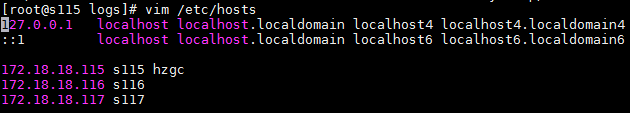 [root@s115 logs]# vim /etc/hosts
127.0.0.1   localhost localhost.localdomain localhost4 localhost4.localdomain4
::1         localhost localhost.localdomain localhost6 localhost6.localdomain6
172.18.18.115 s115 hzgc
172.18.18.116 s116
172.18.18.117 s117